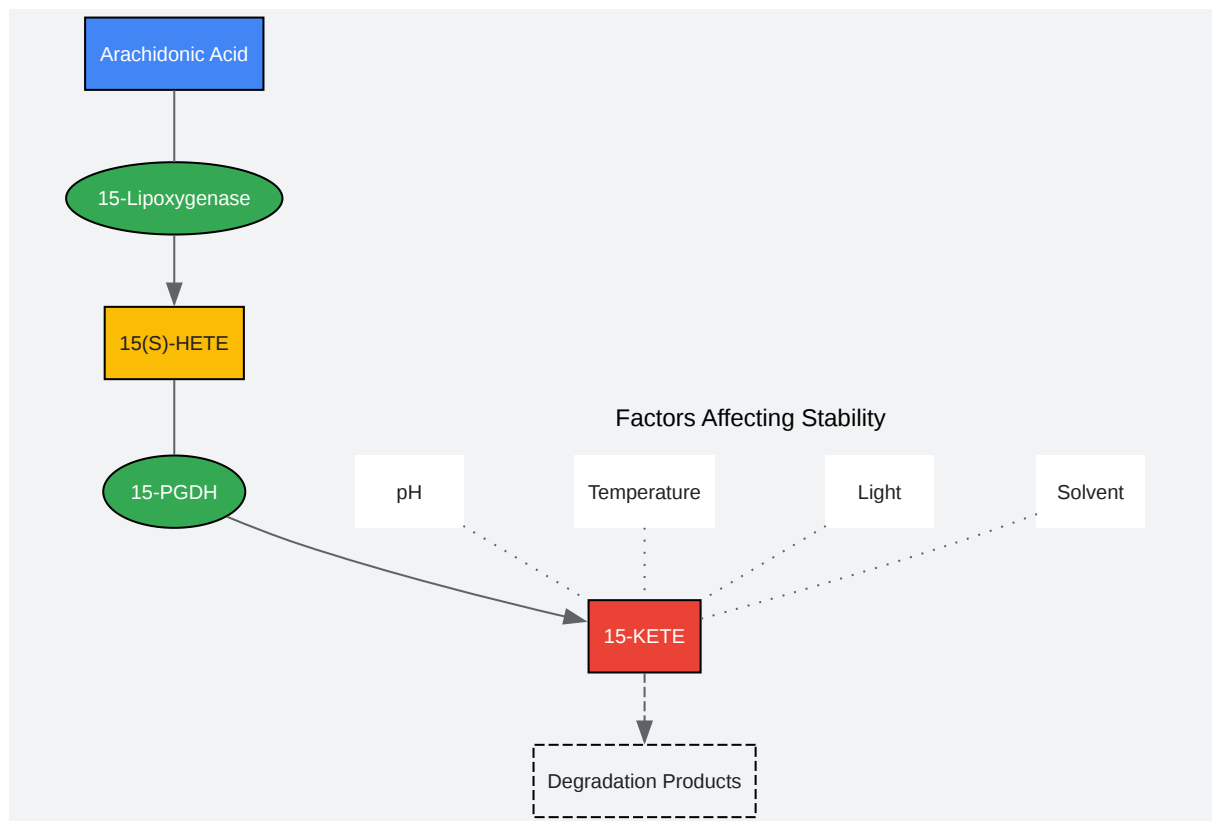 Arachidonic Acid
15-Lipoxygenase
15(S)-HETE
Factors Affecting Stability
15-PGDH
pH
Temperature
Light
Solvent
15-KETE
Degradation Products